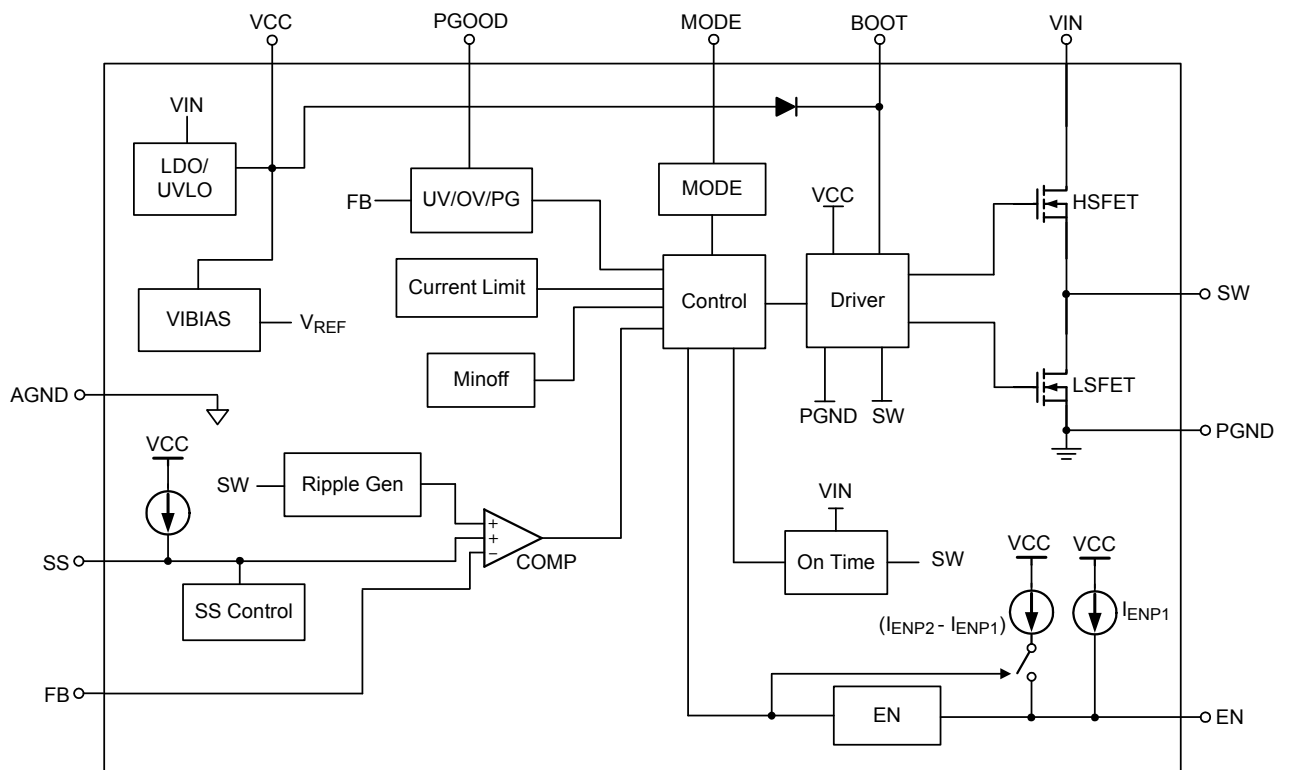 VCC
PGOOD
MODE
BOOT
VIN
VIN
LDO/
UVLO
FB
UV/OV/PG
MODE
VCC
HSFET
Current Limit
Control
Driver
SW
VIBIAS
VREF
Minoff
LSFET
AGND
PGND
SW
PGND
VCC
SW
Ripple Gen
VIN
+
+
−
COMP
SS
On Time
SW
VCC
VCC
SS Control
(IENP2 - IENP1)
IENP1
FB
EN
EN